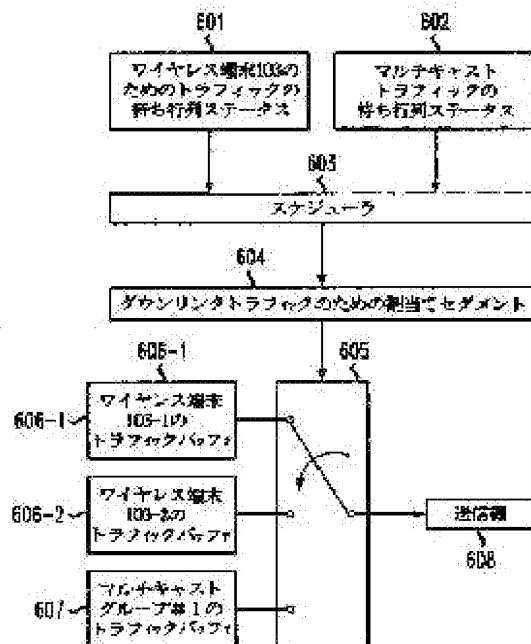 601
602
ワイヤレス端末103の
ためのトラフィックの
待ち行列ステータス
マルチキャスト
トラフィックの
待ち行列ステータス
603
スケジューラ
604
ダウンリンクトラフィックのための割当てセグメント
606-1
605
ワイヤレス端末
103-1の
トラフィックバッファ
606-1
ワイヤレス端末
103-2の
トラフィックバッファ
606-2
送信機
608
マルチキャスト
グループ#1の
トラフィックバッファ
607